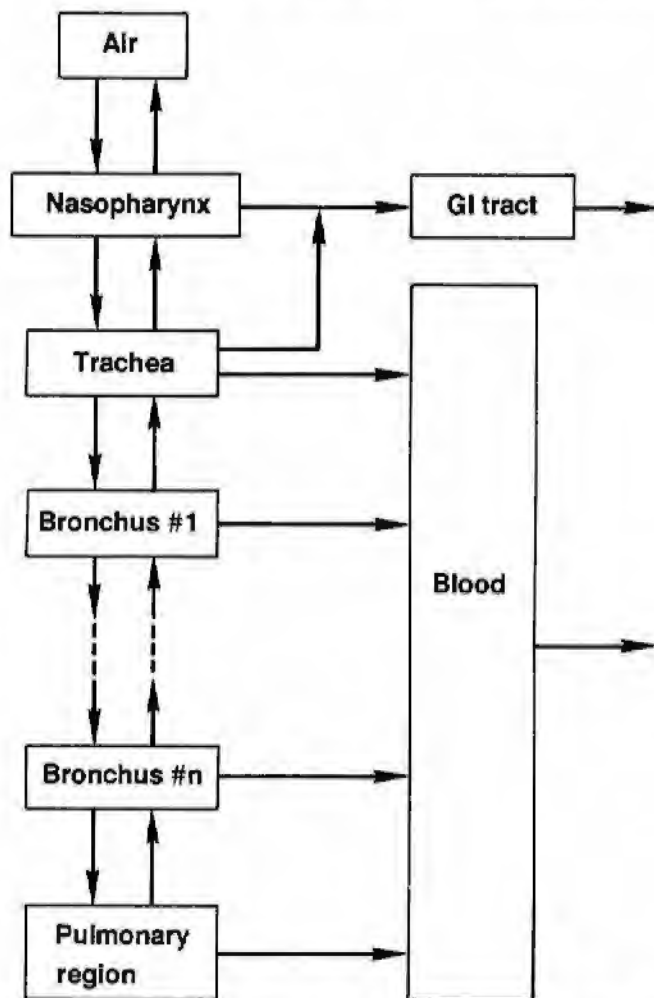 Air
Nasopharynx
GI tract
Trachea
Bronchus #1
Blood
Bronchus #n
Pulmonary
region